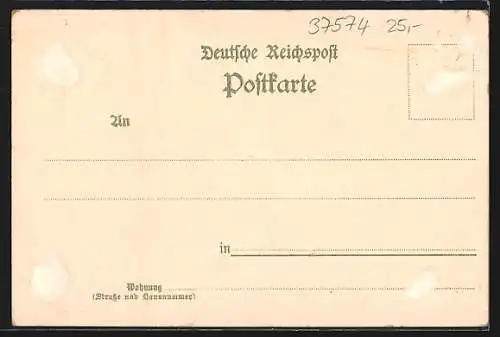 37574 25,-
Deutsche Reichspost
Postkarte
An
in
Wohnung
(Straße und Hausnummer)